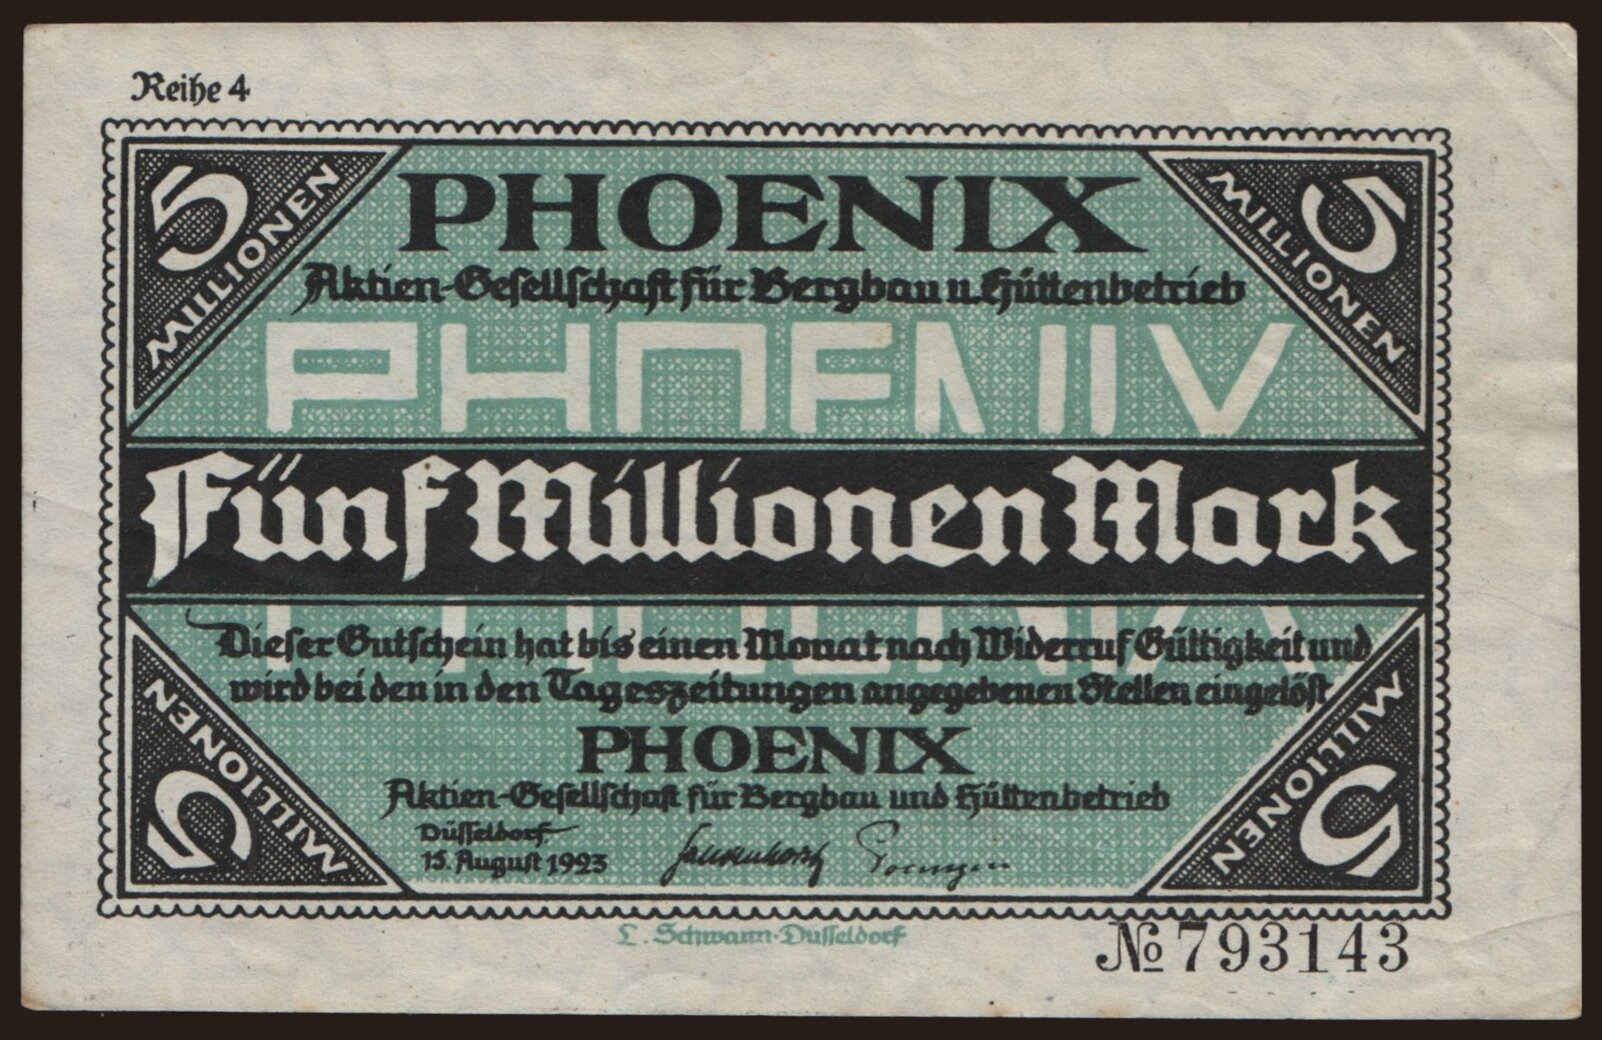 Reihe 4
5 MILLIONEN
5 MILLIONEN
PHOENIX
Aktien-Gesellschaft für Bergbau u. Hüttenbetrieb
PHOENIX
Fünf Millionen Mark
Dieser Gutschein hat bis einen Monat nach Widerruf Gültigkeit und
wird bei den in den Tageszeitungen angegebenen Stellen eingelöst
PHOENIX
Aktien-Gesellschaft für Bergbau und Hüttenbetrieb
Düsseldorf,
15. August 1923
5 MILLIONEN
5 MILLIONEN
L. Schwann-Düsseldorf
№ 793143